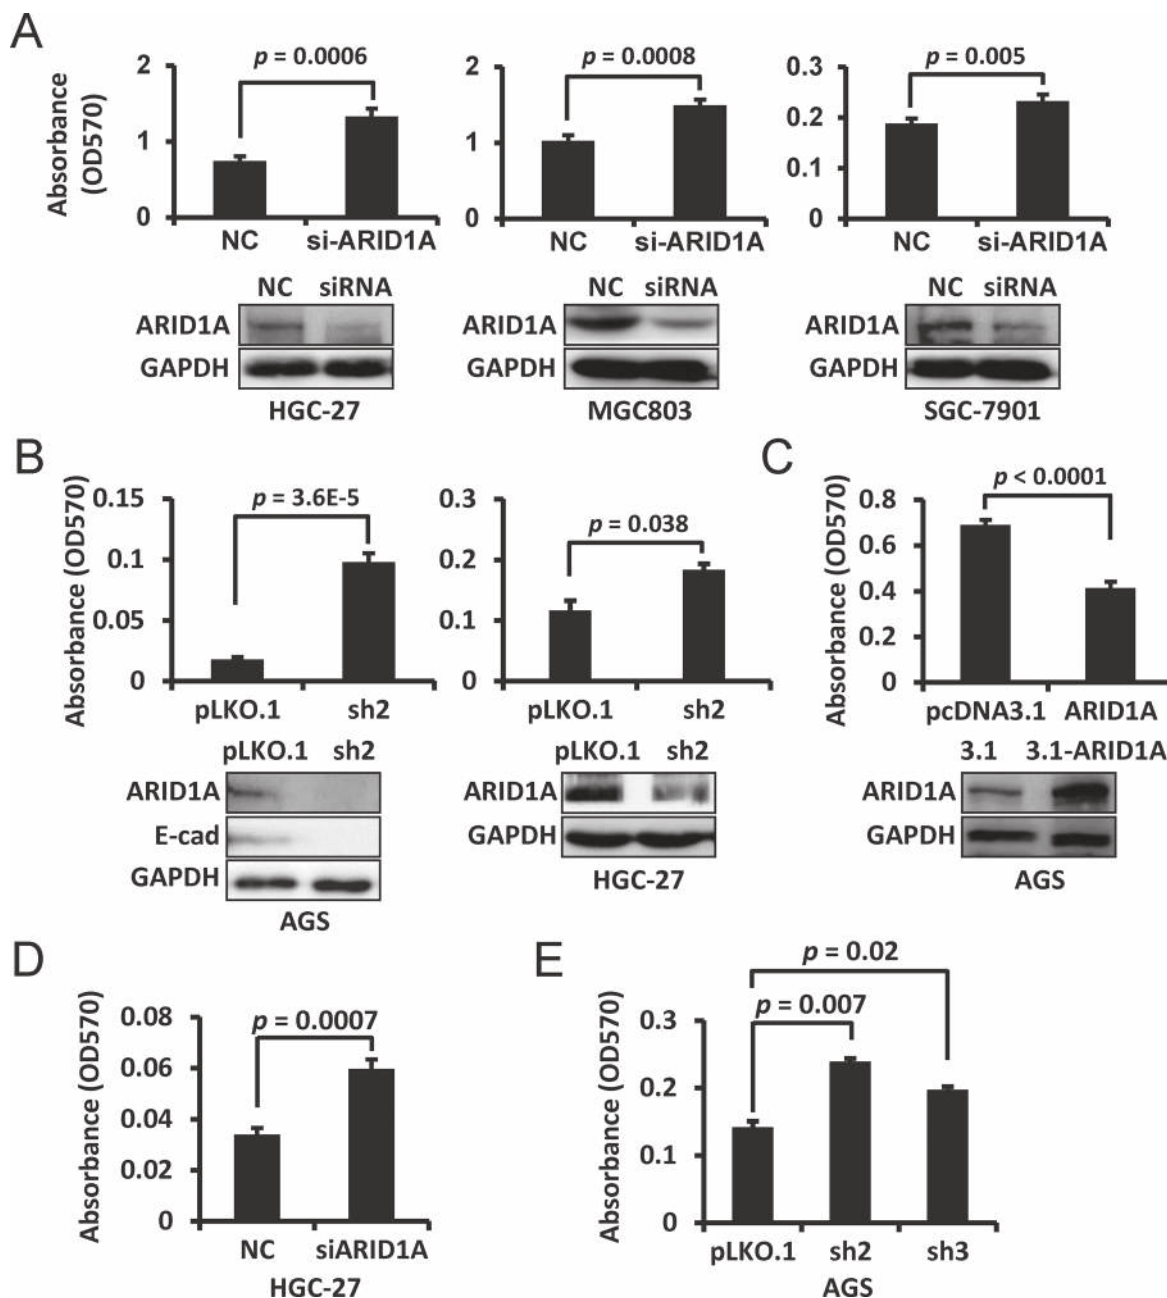 A
p = 0.0006
p = 0.0008
p = 0.005
Absorbance
(OD570)
2
1
0
2
1
0
0.3
0.2
0.1
0
NC si-ARID1A
NC si-ARID1A
NC si-ARID1A
NC siRNA
NC siRNA
NC siRNA
ARID1A
ARID1A
ARID1A
GAPDH
GAPDH
GAPDH
HGC-27
MGC803
SGC-7901
B
Absorbance (OD570)
0.15
0.1
0.05
0
p = 3.6E-5
pLKO.1 sh2
0.3
0.2
0.1
0
p = 0.038
pLKO.1 sh2
pLKO.1 sh2
ARID1A
E-cad
GAPDH
AGS
pLKO.1 sh2
ARID1A
GAPDH
HGC-27
C
Absorbance (OD570)
p < 0.0001
0.8
0.6
0.4
0.2
0
pcDNA3.1 ARID1A
3.1 3.1-ARID1A
ARID1A
GAPDH
AGS
D
Absorbance (OD570)
0.08
0.06
0.04
0.02
0
p = 0.0007
NC siARID1A
HGC-27
E
Absorbance (OD570)
p = 0.02
p = 0.007
0.3
0.2
0.1
0
pLKO.1 sh2 sh3
AGS